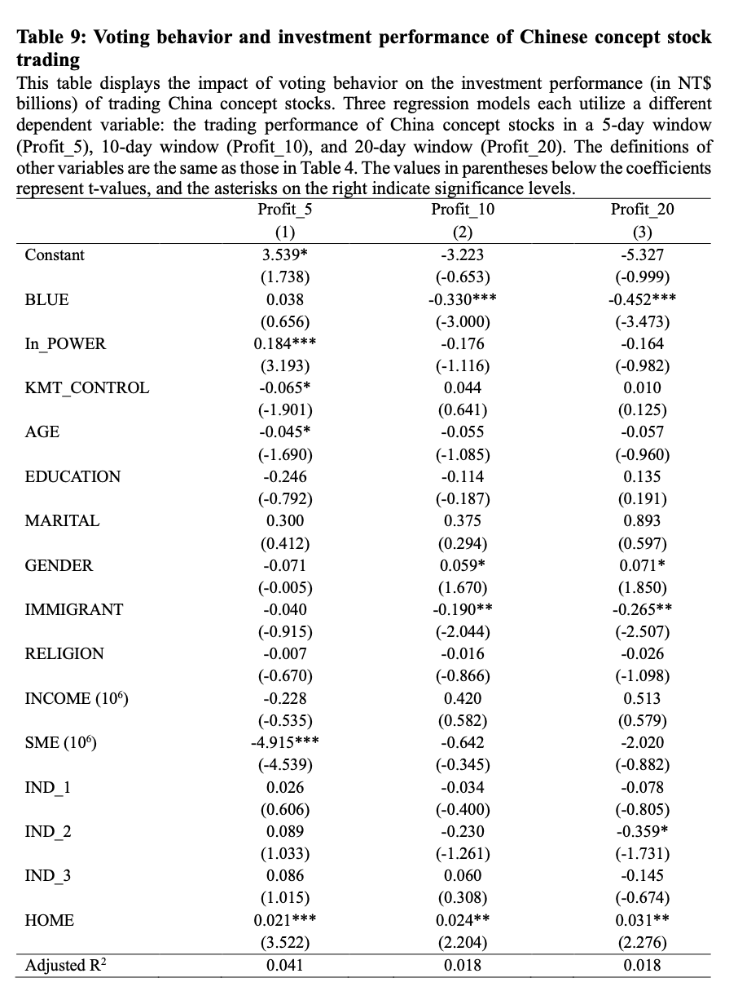 Table 9: Voting behavior and investment performance of Chinese concept stock
trading
This table displays the impact of voting behavior on the investment performance (in NT$
billions) of trading China concept stocks. Three regression models each utilize a different
dependent variable: the trading performance of China concept stocks in a 5-day window
(Profit_5), 10-day window (Profit_10), and 20-day window (Profit_20). The definitions of
other variables are the same as those in Table 4. The values in parentheses below the coefficients
represent t-values, and the asterisks on the right indicate significance levels.
Profit_5 Profit_10 Profit_20
(1) (2) (3)
Constant 3.539* -3.223 -5.327
(1.738) (-0.653) (-0.999)
BLUE 0.038 -0.330*** -0.452***
(0.656) (-3.000) (-3.473)
In_POWER 0.184*** -0.176 -0.164
(3.193) (-1.116) (-0.982)
KMT_CONTROL -0.065* 0.044 0.010
(-1.901) (0.641) (0.125)
AGE -0.045* -0.055 -0.057
(-1.690) (-1.085) (-0.960)
EDUCATION -0.246 -0.114 0.135
(-0.792) (-0.187) (0.191)
MARITAL 0.300 0.375 0.893
(0.412) (0.294) (0.597)
GENDER -0.071 0.059* 0.071*
(-0.005) (1.670) (1.850)
IMMIGRANT -0.040 -0.190** -0.265**
(-0.915) (-2.044) (-2.507)
RELIGION -0.007 -0.016 -0.026
(-0.670) (-0.866) (-1.098)
INCOME (10⁶) -0.228 0.420 0.513
(-0.535) (0.582) (0.579)
SME (10⁶) -4.915*** -0.642 -2.020
(-4.539) (-0.345) (-0.882)
IND_1 0.026 -0.034 -0.078
(0.606) (-0.400) (-0.805)
IND_2 0.089 -0.230 -0.359*
(1.033) (-1.261) (-1.731)
IND_3 0.086 0.060 -0.145
(1.015) (0.308) (-0.674)
HOME 0.021*** 0.024** 0.031**
(3.522) (2.204) (2.276)
Adjusted R² 0.041 0.018 0.018